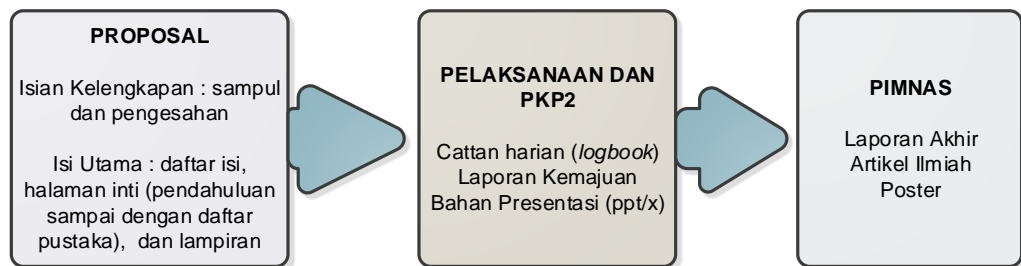 PROPOSAL
Isian Kelengkapan : sampul
dan pengesahan
Isi Utama : daftar isi,
halaman inti (pendahuluan
sampai dengan daftar
pustaka), dan lampiran
PELAKSANAAN DAN
PKP2
Cattan harian (logbook)
Laporan Kemajuan
Bahan Presentasi (ppt/x)
PIMNAS
Laporan Akhir
Artikel Ilmiah
Poster